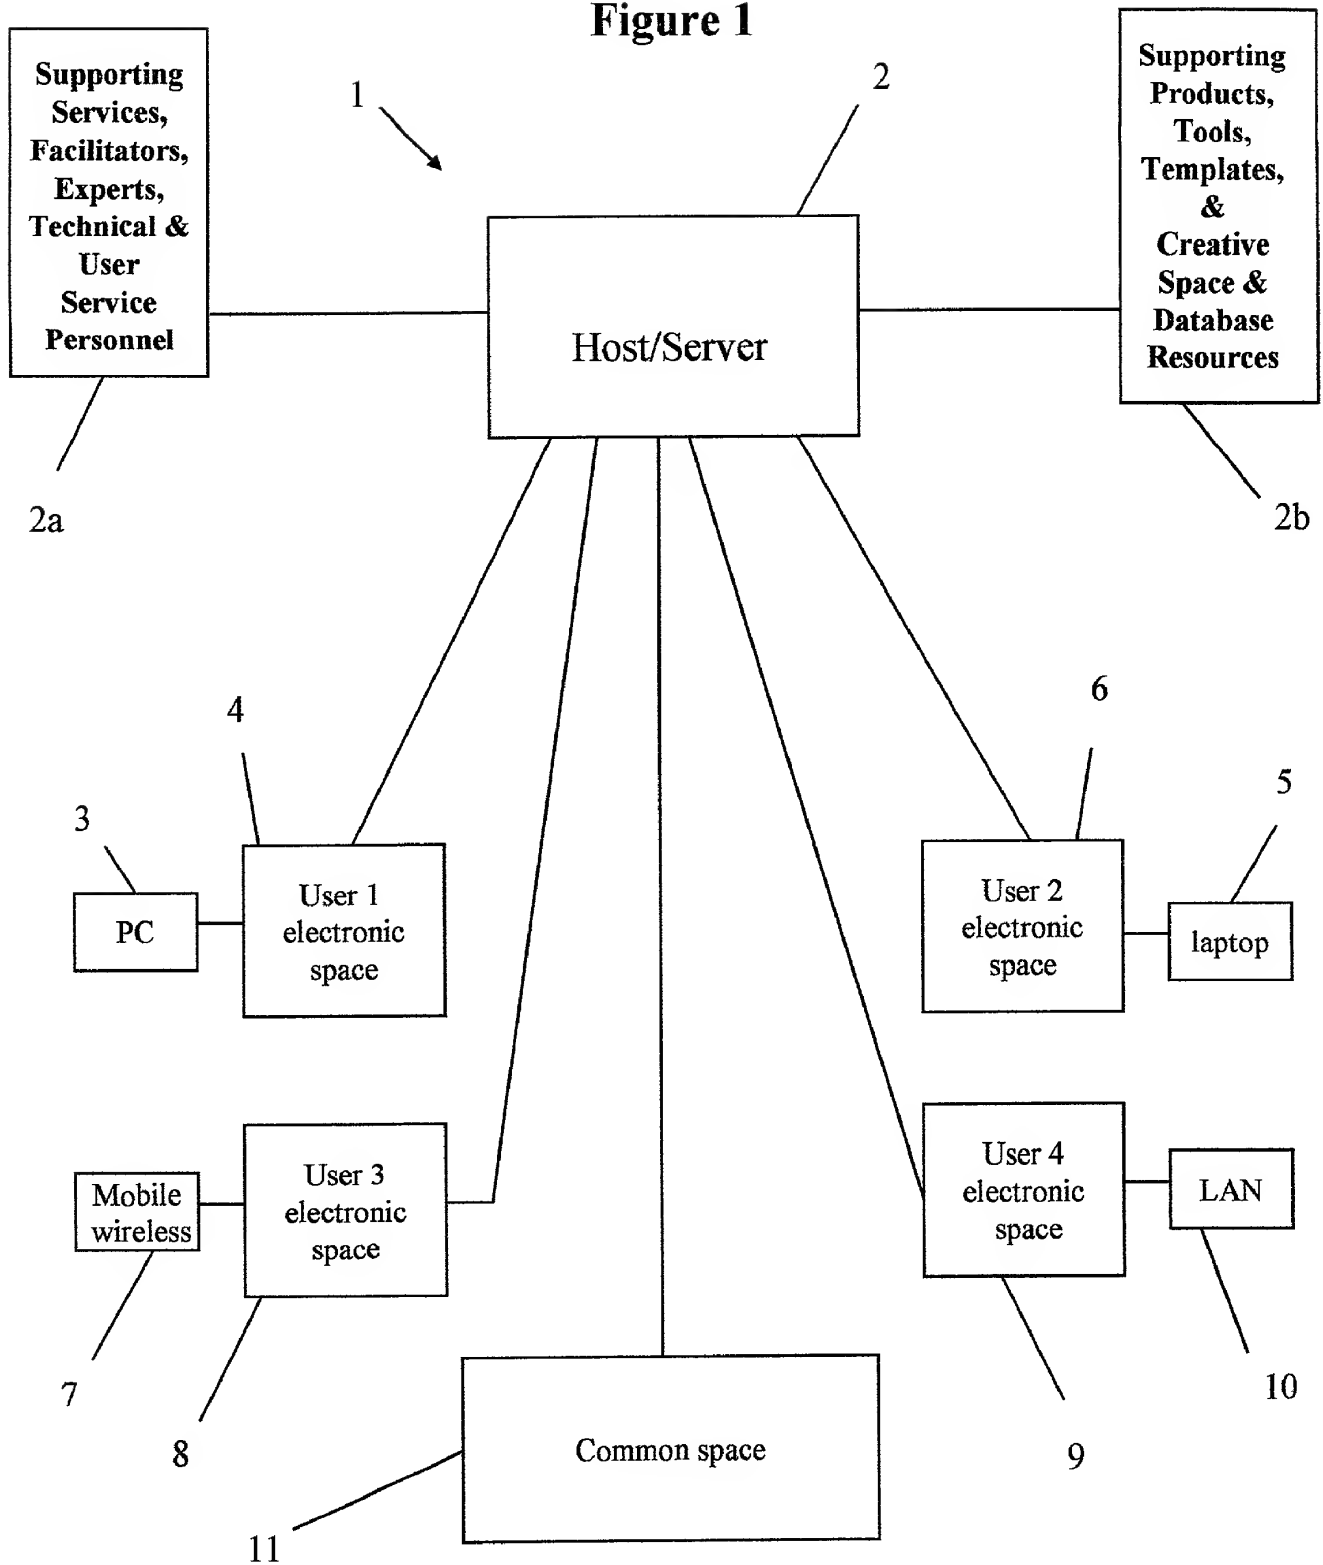 Figure 1
Supporting
Services,
Facilitators,
Experts,
Technical &
User
Service
Personnel
1
2
Supporting
Products,
Tools,
Templates,
&
Creative
Space &
Database
Resources
Host/Server
2a
2b
4
6
3
5
PC
User 1
electronic
space
User 2
electronic
space
laptop
Mobile
wireless
User 3
electronic
space
User 4
electronic
space
LAN
7
8
9
10
Common space
11